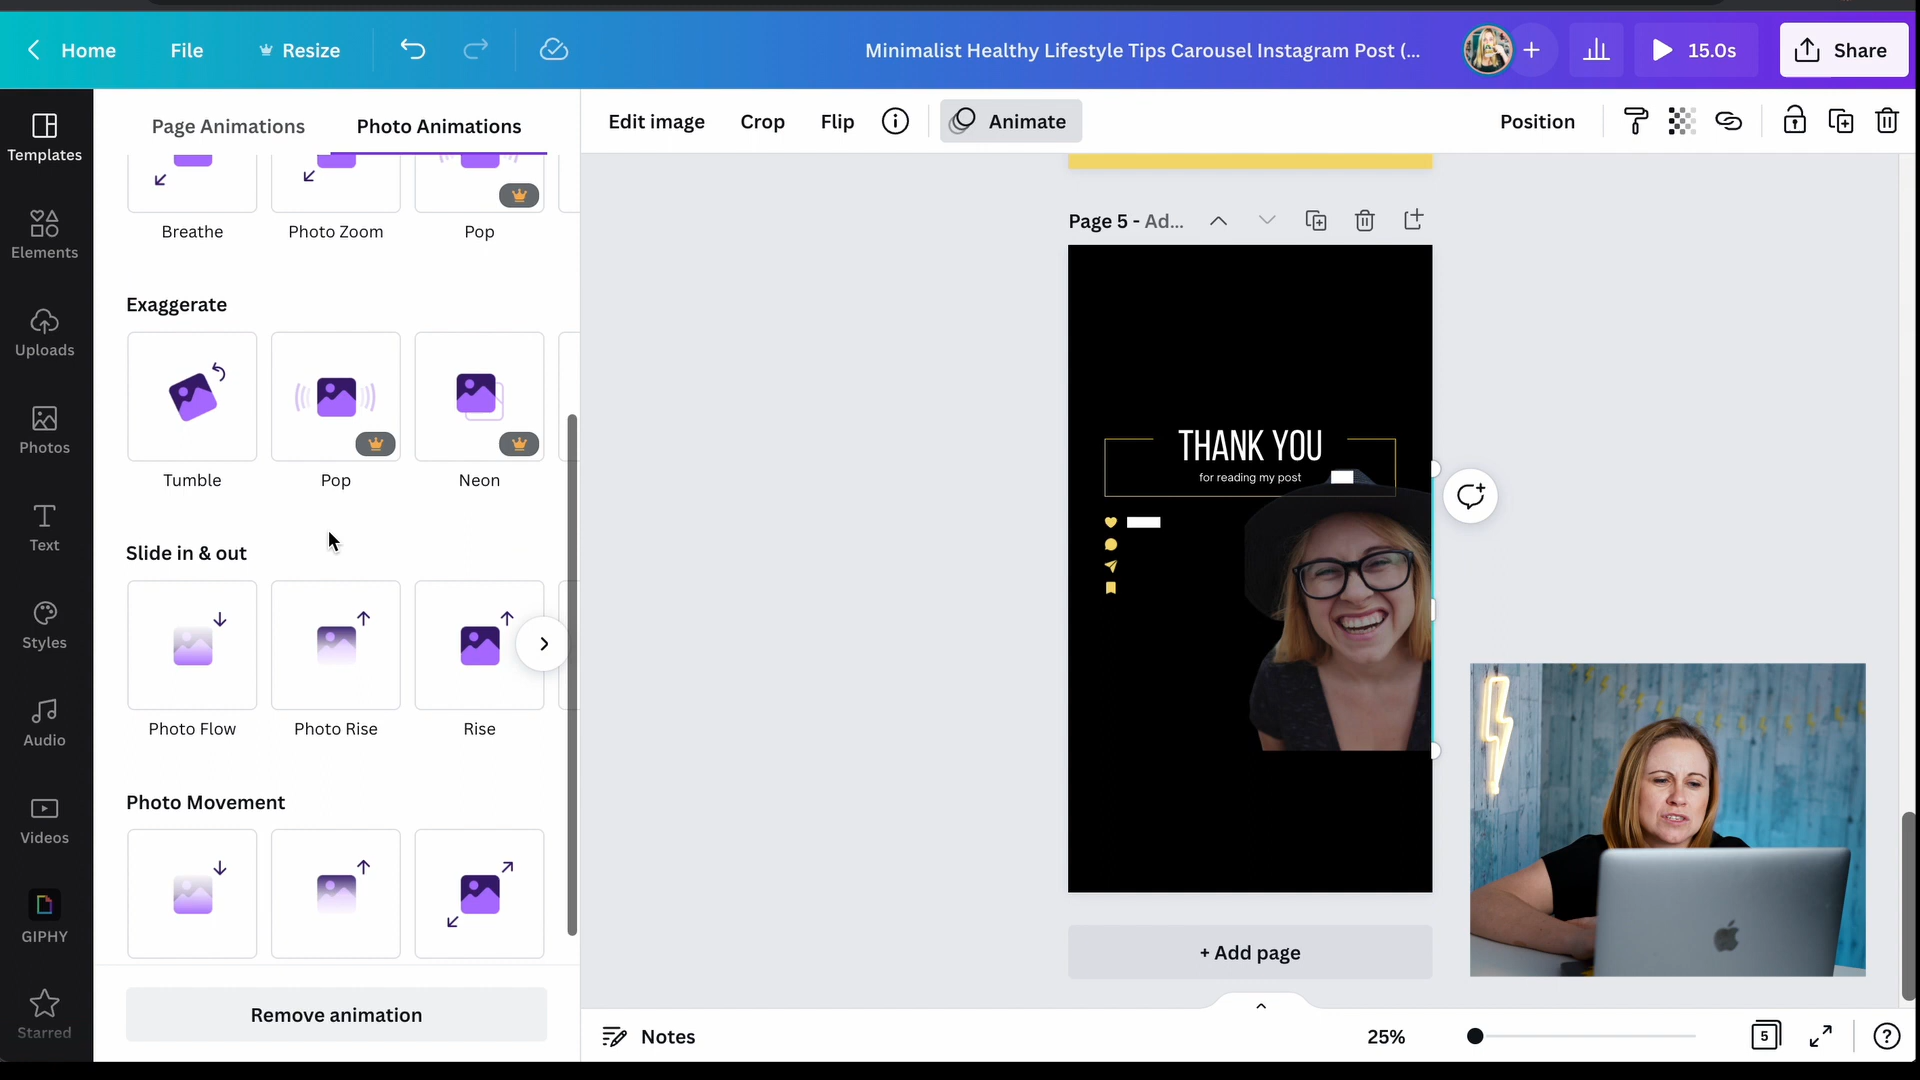 Home
File
Resize
Minimalist Healthy Lifestyle Tips Carousel Instagram Post (...
15.0s
Share
Templates
Elements
Uploads
Photos
Text
Styles
Audio
Videos
GIPHY
Starred
Page Animations
Photo Animations
Breathe
Photo Zoom
Pop
Exaggerate
Tumble
Pop
Neon
Slide in & out
Photo Flow
Photo Rise
Rise
Photo Movement
Remove animation
Edit image
Crop
Flip
Animate
Position
Page 5 - Ad...
THANK YOU
for reading my post
+ Add page
Notes
25%
5